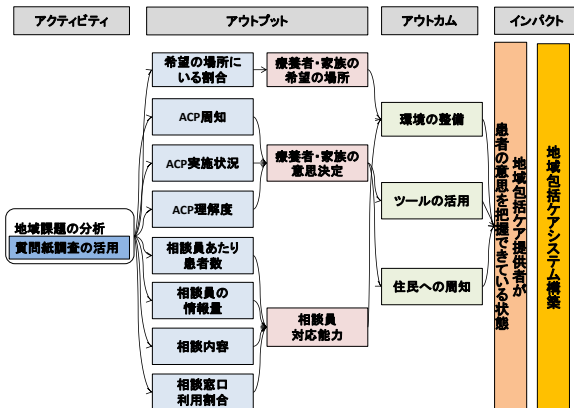 アクティビティ
アウトプット
アウトカム
インパクト
地域課題の分析
質問紙調査の活用
希望の場所に
いる割合
ACP周知
ACP実施状況
ACP理解度
相談員あたり
患者数
相談員の
情報量
相談内容
相談窓口
利用割合
療養者・家族の
希望の場所
療養者・家族の
意思決定
相談員
対応能力
環境の整備
ツールの活用
住民への周知
地域包括ケア提供者が
患者の意思を把握できている状態
地域包括ケアシステム構築